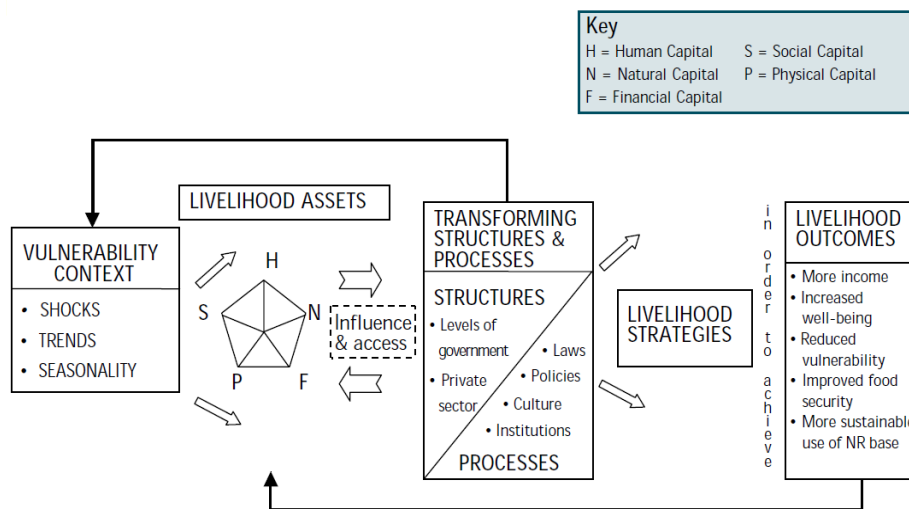 Key
H = Human Capital S = Social Capital
N = Natural Capital P = Physical Capital
F = Financial Capital
LIVELIHOOD ASSETS
VULNERABILITY
CONTEXT
• SHOCKS
• TRENDS
• SEASONALITY
H
S
N
P
F
Influence
& access
TRANSFORMING
STRUCTURES &
PROCESSES
STRUCTURES
• Levels of
government
• Private
sector
• Laws
• Policies
• Culture
• Institutions
PROCESSES
LIVELIHOOD
STRATEGIES
in order to achieve
LIVELIHOOD
OUTCOMES
• More income
• Increased
well-being
• Reduced
vulnerability
• Improved food
security
• More sustainable
use of NR base